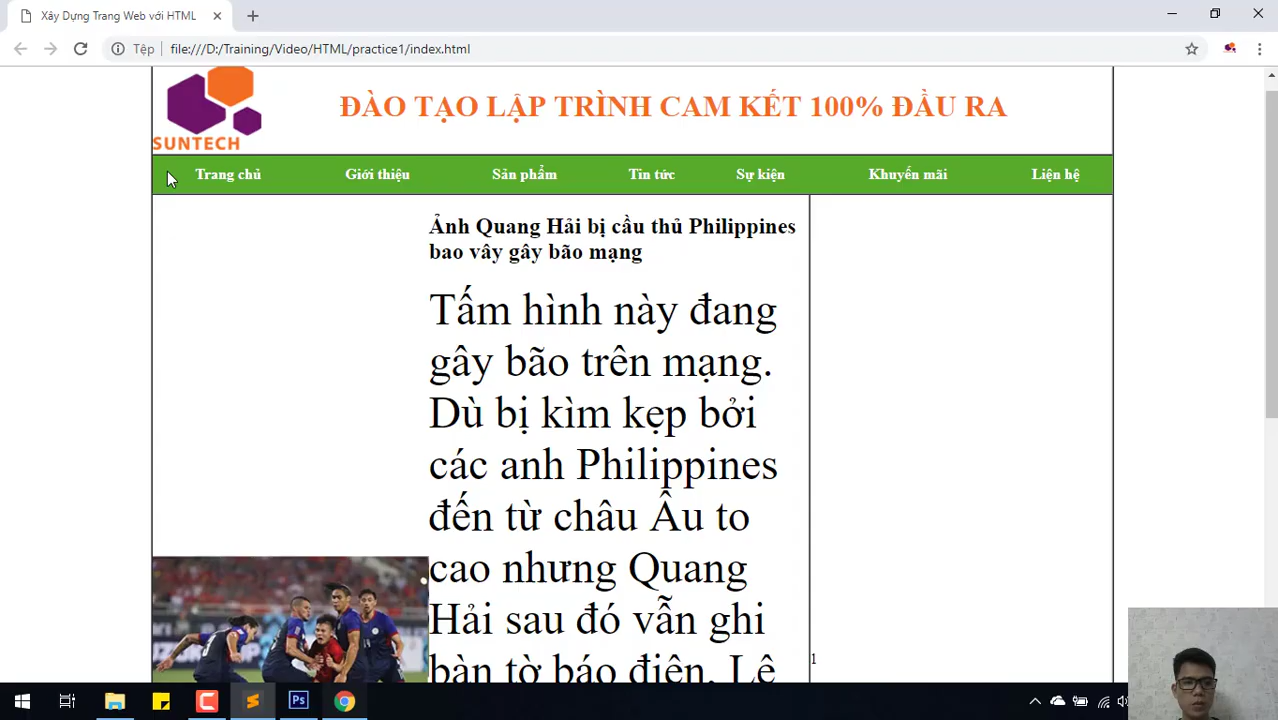 Xây Dựng Trang Web với HTML
Tệp
file:///D:/Training/Video/HTML/practice1/index.html
SUNTECH
ĐÀO TẠO LẬP TRÌNH CAM KẾT 100% ĐẦU RA
Trang chủ Giới thiệu Sản phẩm Tin tức Sự kiện Khuyến mãi Liện hệ
Ảnh Quang Hải bị cầu thủ Philippines
bao vây gây bão mạng
Tấm hình này đang
gây bão trên mạng.
Dù bị kìm kẹp bởi
các anh Philippines
đến từ châu Âu to
cao nhưng Quang
Hải sau đó vẫn ghi
bàn tờ báo điện. Lê
1